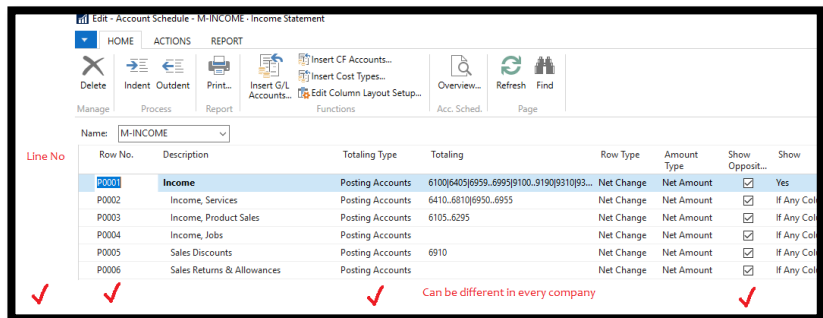 Edit - Account Schedule - M-INCOME · Income Statement
HOME ACTIONS REPORT
Delete Indent Outdent Print... Insert G/L Accounts... Insert CF Accounts... Insert Cost Types... Edit Column Layout Setup... Overview... Refresh Find
Manage Process Report Functions Acc. Sched. Page
Name: M-INCOME
Line No Row No. Description Totaling Type Totaling Row Type Amount Type Show Opposit... Show
P0001 Income Posting Accounts 6100|6405|6959..6995|9100..9190|9310|93... Net Change Net Amount Yes
P0002 Income, Services Posting Accounts 6410..6810|6950..6955 Net Change Net Amount If Any Col
P0003 Income, Product Sales Posting Accounts 6105..6295 Net Change Net Amount If Any Col
P0004 Income, Jobs Posting Accounts Net Change Net Amount If Any Col
P0005 Sales Discounts Posting Accounts 6910 Net Change Net Amount If Any Col
P0006 Sales Returns & Allowances Posting Accounts Net Change Net Amount If Any Col
Can be different in every company